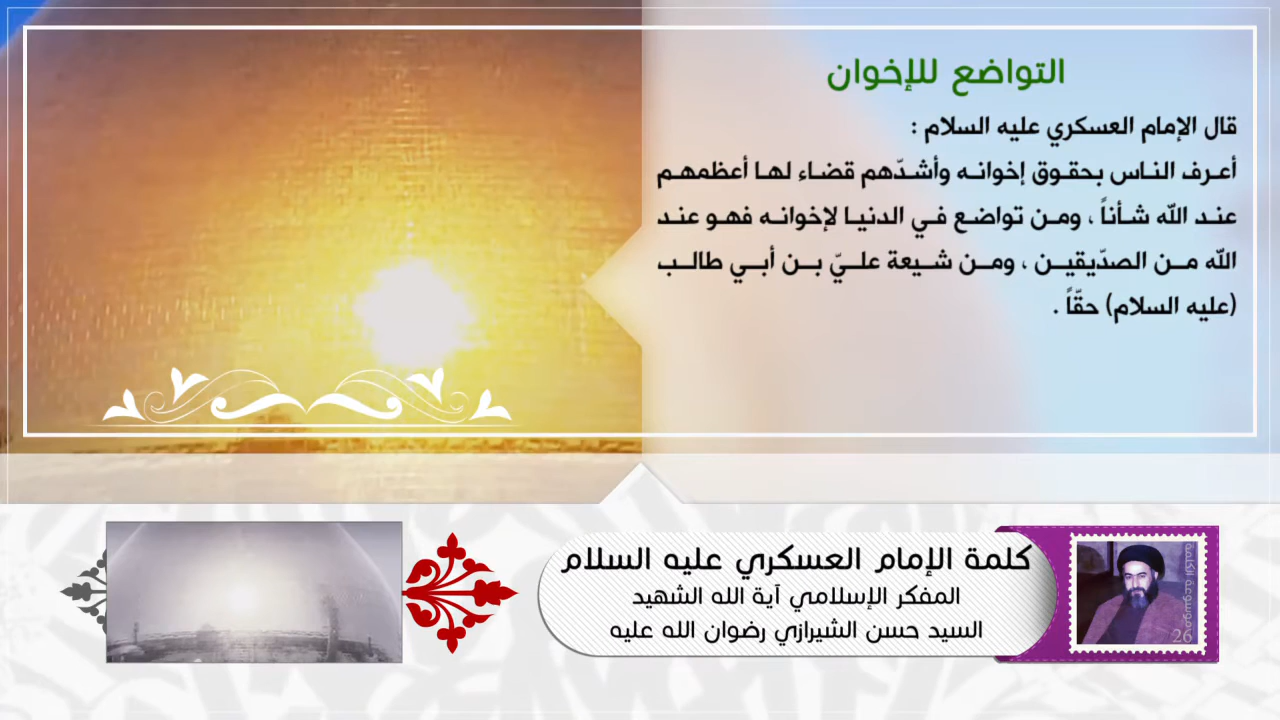 التواضع للإخوان
قال الإمام العسكري عليه السلام :
أعرف الناس بحقوق إخوانه وأشدّهم قضاء لها أعظمهم
عند الله شأناً ، ومن تواضع في الدنيا لإخوانه فهو عند
الله من الصدّيقين ، ومن شيعة عليّ بن أبي طالب
(عليه السلام) حقّاً .
كلمة الإمام العسكري عليه السلام
المفكر الإسلامي آية الله الشهيد
السيد حسن الشيرازي رضوان الله عليه
موسوعة الكلمة
26